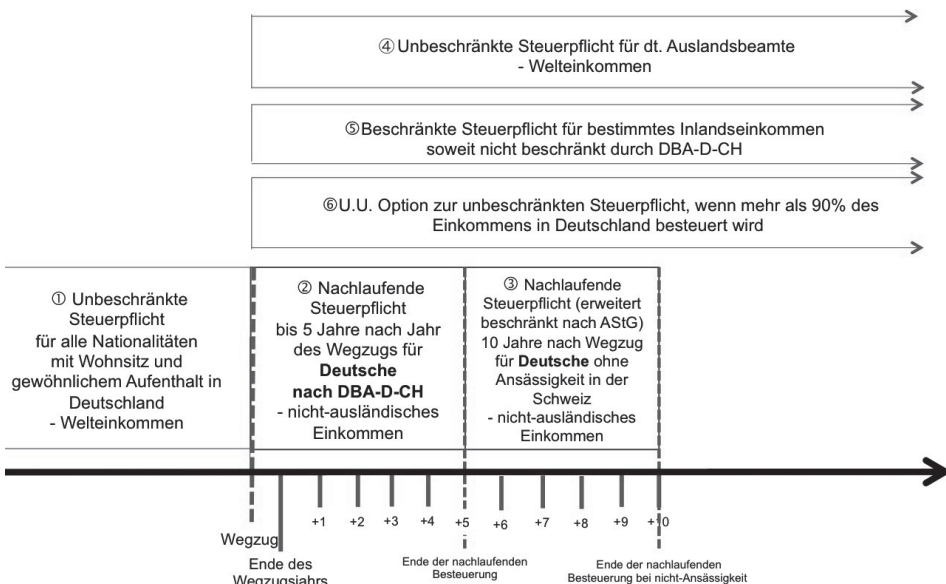 ④ Unbeschränkte Steuerpflicht für dt. Auslandsbeamte
- Welteinkommen
⑤Beschränkte Steuerpflicht für bestimmtes Inlandseinkommen
soweit nicht beschränkt durch DBA-D-CH
⑥U.U. Option zur unbeschränkten Steuerpflicht, wenn mehr als 90% des
Einkommens in Deutschland besteuert wird
① Unbeschränkte
Steuerpflicht
für alle Nationalitäten
mit Wohnsitz und
gewöhnlichem Aufenthalt in
Deutschland
- Welteinkommen
② Nachlaufende
Steuerpflicht
bis 5 Jahre nach Jahr
des Wegzugs für
Deutsche
nach DBA-D-CH
- nicht-ausländisches
Einkommen
③ Nachlaufende
Steuerpflicht (erweitert
beschränkt nach AStG)
10 Jahre nach Wegzug
für Deutsche ohne
Ansässigkeit in der
Schweiz
- nicht-ausländisches
Einkommen
+1 +2 +3 +4 +5 +6 +7 +8 +9 +10
Wegzug
Ende des
Wegzugsjahrs
Ende der nachlaufenden
Besteuerung
Ende der nachlaufenden
Besteuerung bei nicht-Ansässigkeit